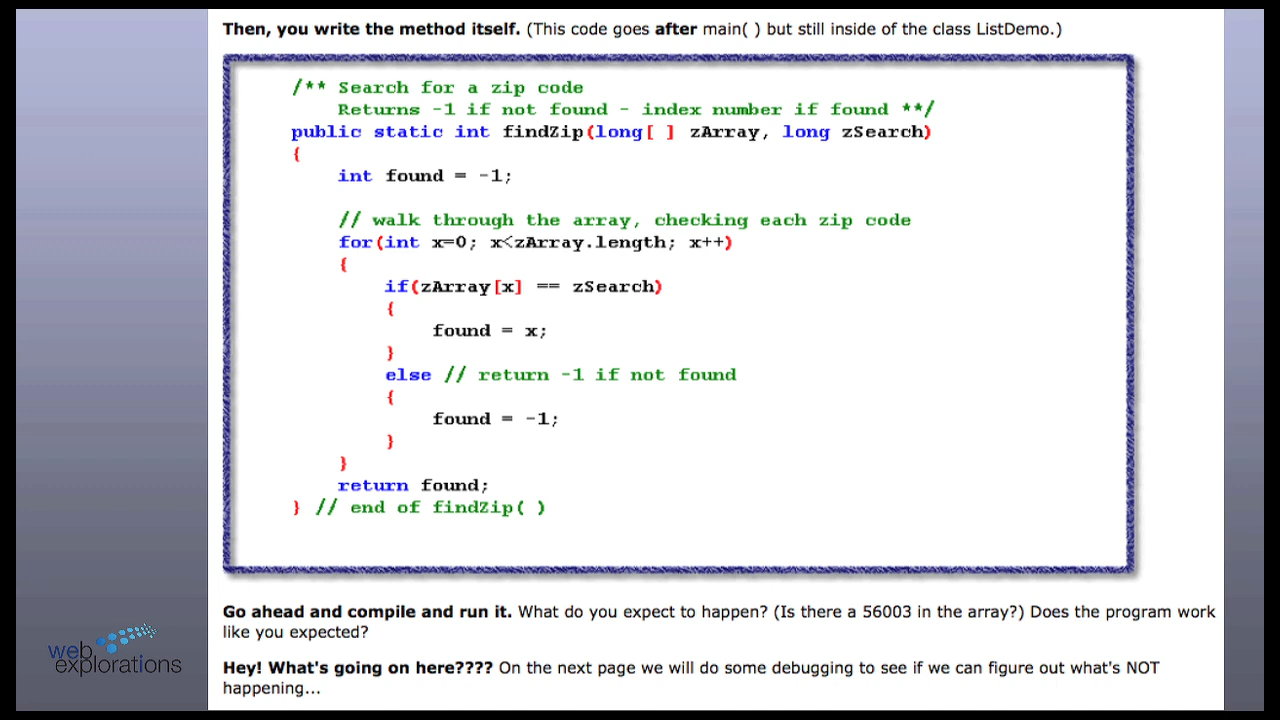 Then, you write the method itself. (This code goes after main( ) but still inside of the class ListDemo.)
/** Search for a zip code
Returns -1 if not found - index number if found **/
public static int findZip(long[ ] zArray, long zSearch)
{
int found = -1;
// walk through the array, checking each zip code
for(int x=0; x<zArray.length; x++)
{
if(zArray[x] == zSearch)
{
found = x;
}
else // return -1 if not found
{
found = -1;
}
}
return found;
} // end of findZip( )
Go ahead and compile and run it. What do you expect to happen? (Is there a 56003 in the array?) Does the program work
like you expected?
Hey! What's going on here???? On the next page we will do some debugging to see if we can figure out what's NOT
happening...
web
explorations